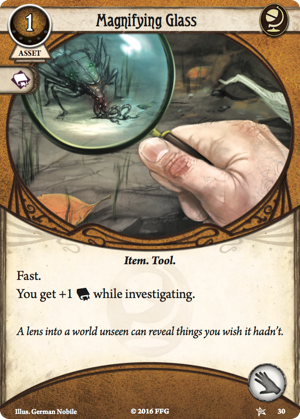 1
Magnifying Glass
ASSET
Item. Tool.
Fast.
You get +1 while investigating.
A lens into a world unseen can reveal things you wish it hadn't.
Illus. German Nobile © 2016 FFG 30